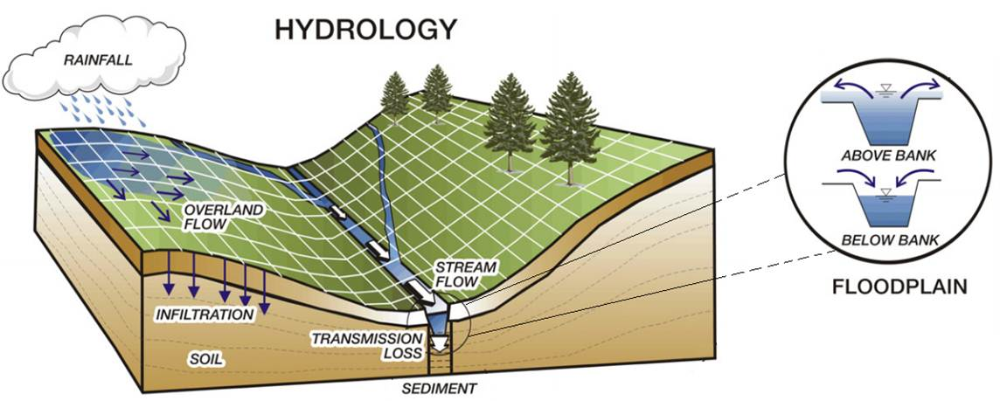 HYDROLOGY
RAINFALL
OVERLAND
FLOW
STREAM
FLOW
INFILTRATION
TRANSMISSION
LOSS
SOIL
SEDIMENT
ABOVE BANK
BELOW BANK
FLOODPLAIN